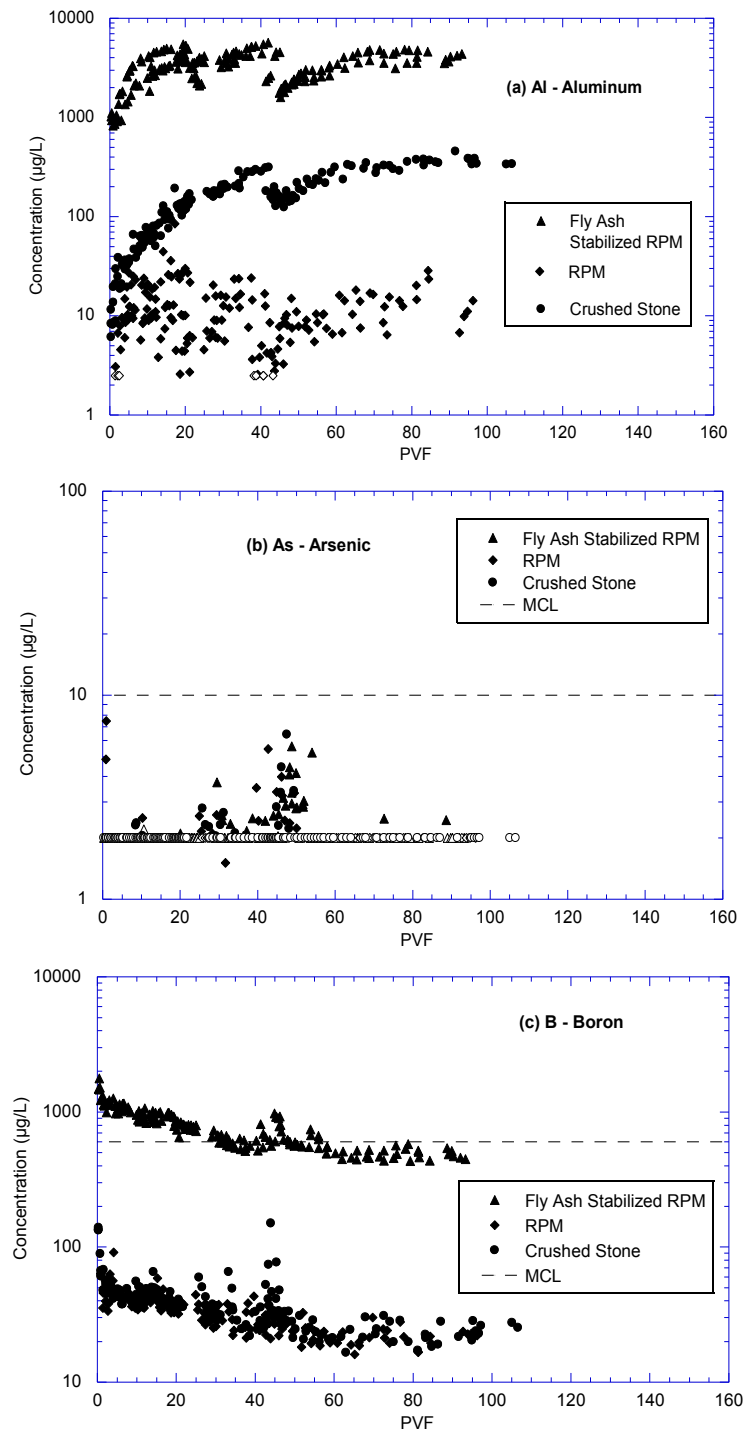 10000
1000
100
10
1
Concentration (µg/L)
(a) Al - Aluminum
Fly Ash
Stabilized RPM
RPM
Crushed Stone
0 20 40 60 80 100 120 140 160
PVF
100
10
1
Concentration (µg/L)
(b) As - Arsenic
Fly Ash Stabilized RPM
RPM
Crushed Stone
MCL
0 20 40 60 80 100 120 140 160
PVF
10000
1000
100
10
Concentration (µg/L)
(c) B - Boron
Fly Ash Stabilized RPM
RPM
Crushed Stone
MCL
0 20 40 60 80 100 120 140 160
PVF